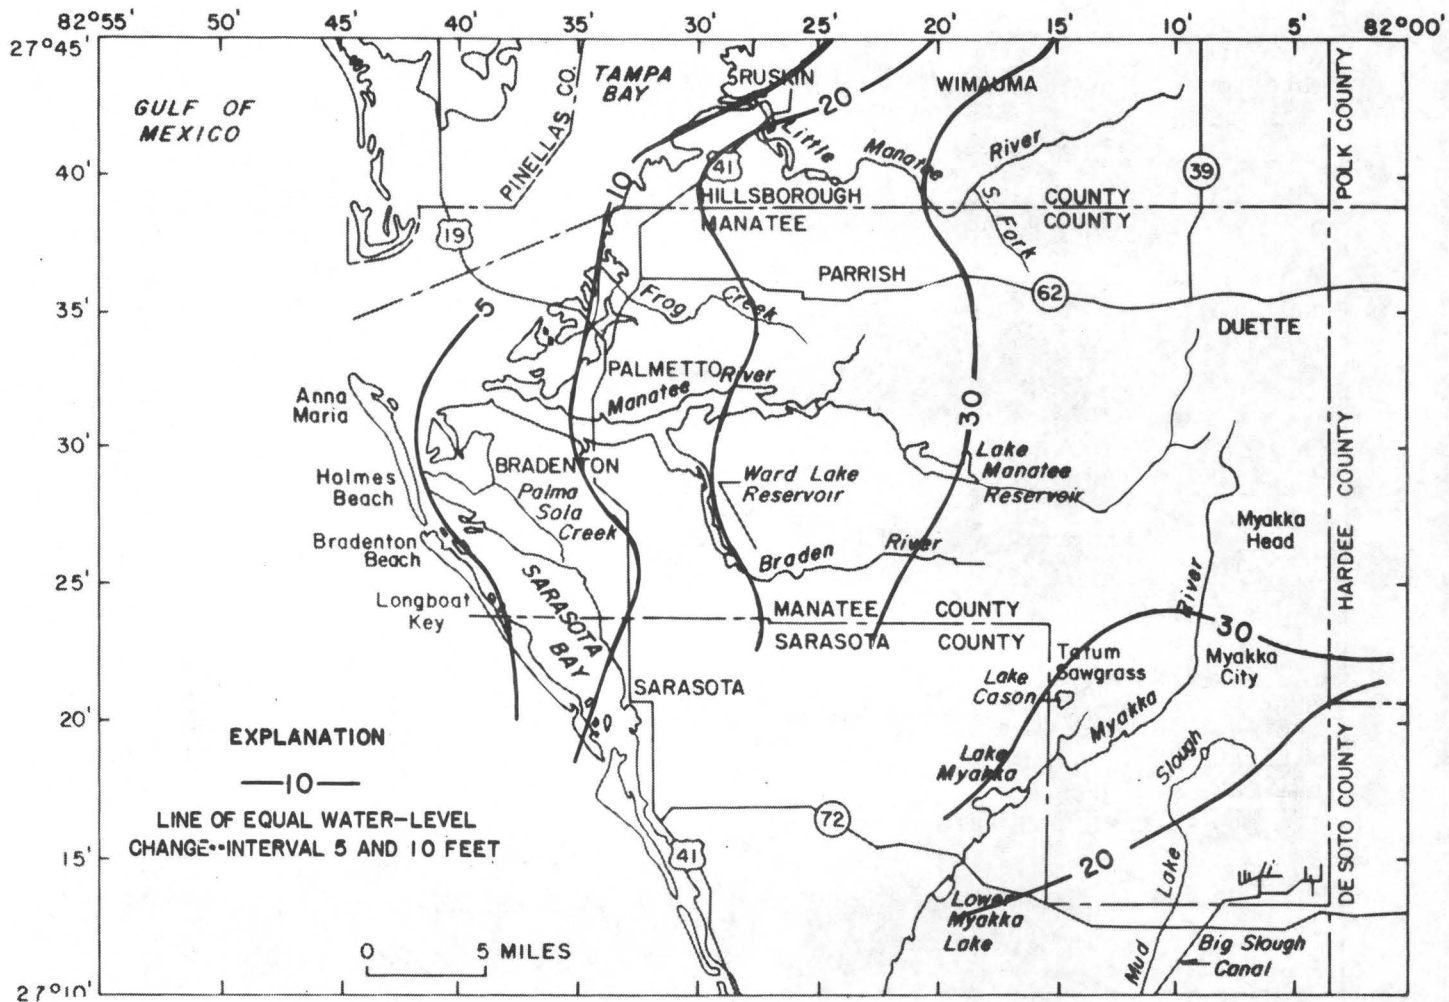 82°55' 50' 45' 40' 35' 30' 25' 20' 15' 10' 5' 82°00'
27°45'
40'
35'
30'
25'
20'
15'
27°10'
GULF OF
MEXICO
PINELLAS CO.
TAMPA
BAY
SRUSKIN
WIMAUMA
20
Little
Manatee
River
S. Fork
41
39
POLK COUNTY
10
HILLSBOROUGH COUNTY
MANATEE COUNTY
19
PARRISH
62
5
Frog Creek
DUETTE
PALMETTO
Manatee River
30
Anna
Maria
BRADENTON
Palma
Sola
Creek
Ward Lake
Reservoir
Lake
Manatee
Reservoir
Holmes
Beach
Bradenton
Beach
Braden River
Myakka
Head
HARDEE COUNTY
River
Longboat
Key
SARASOTA
BAY
MANATEE COUNTY
SARASOTA COUNTY
30
Tatum
Sawgrass
Myakka
City
Lake
Cason
Myakka
SARASOTA
Lake
Myakka
Slough
EXPLANATION
10
LINE OF EQUAL WATER-LEVEL
CHANGE--INTERVAL 5 AND 10 FEET
72
41
20
Lake
Mud
DE SOTO COUNTY
Lower
Myakka
Lake
Big Slough
Canal
0 5 MILES